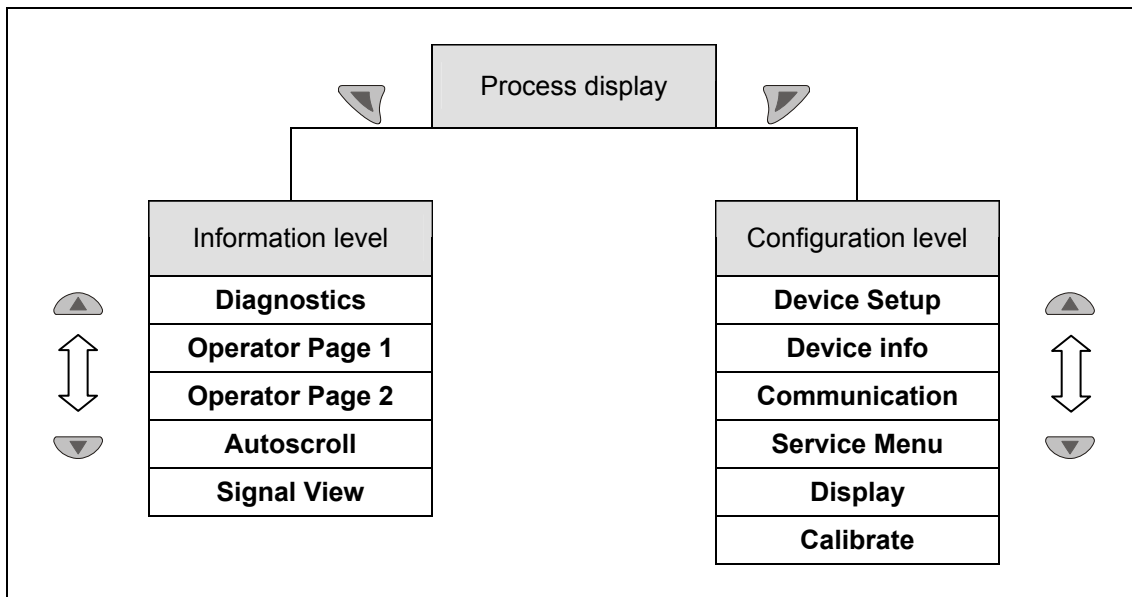 Process display
Information level
Diagnostics
Operator Page 1
Operator Page 2
Autoscroll
Signal View
Configuration level
Device Setup
Device info
Communication
Service Menu
Display
Calibrate